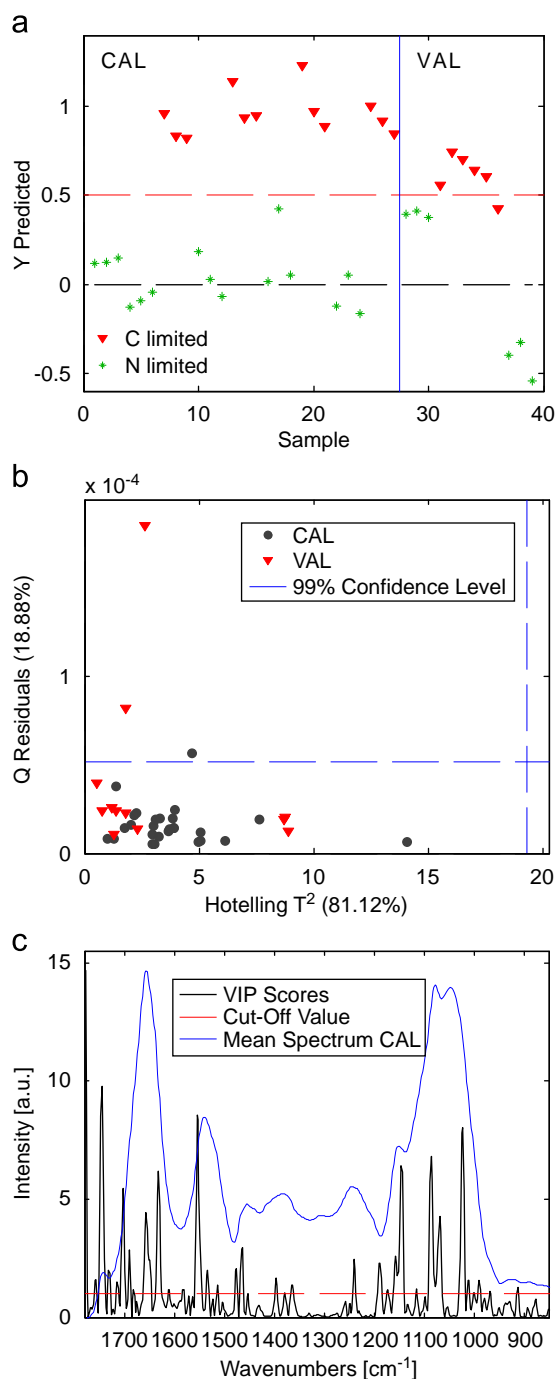 a
CAL
VAL
1
0.5
0
-0.5
Y Predicted
C limited
N limited
0
10
20
30
40
Sample
b
x 10-4
CAL
VAL
99% Confidence Level
1
0
Q Residuals (18.88%)
0
5
10
15
20
Hotelling T2 (81.12%)
c
15
10
5
0
VIP Scores
Cut-Off Value
Mean Spectrum CAL
Intensity [a.u.]
1700 1600 1500 1400 1300 1200 1100 1000 900
Wavenumbers [cm-1]